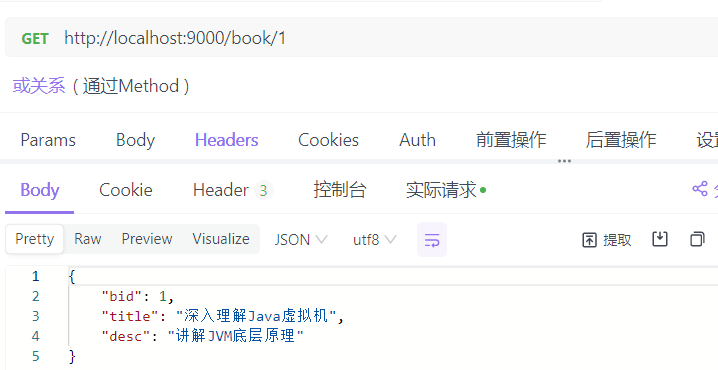 GET http://localhost:9000/book/1
或关系 ( 通过Method )
Params Body Headers Cookies Auth 前置操作 后置操作
Body Cookie Header 3 控制台 实际请求
Pretty Raw Preview Visualize JSON utf8 提取
1 {
2 "bid": 1,
3 "title": "深入理解Java虚拟机",
4 "desc": "讲解JVM底层原理"
5 }